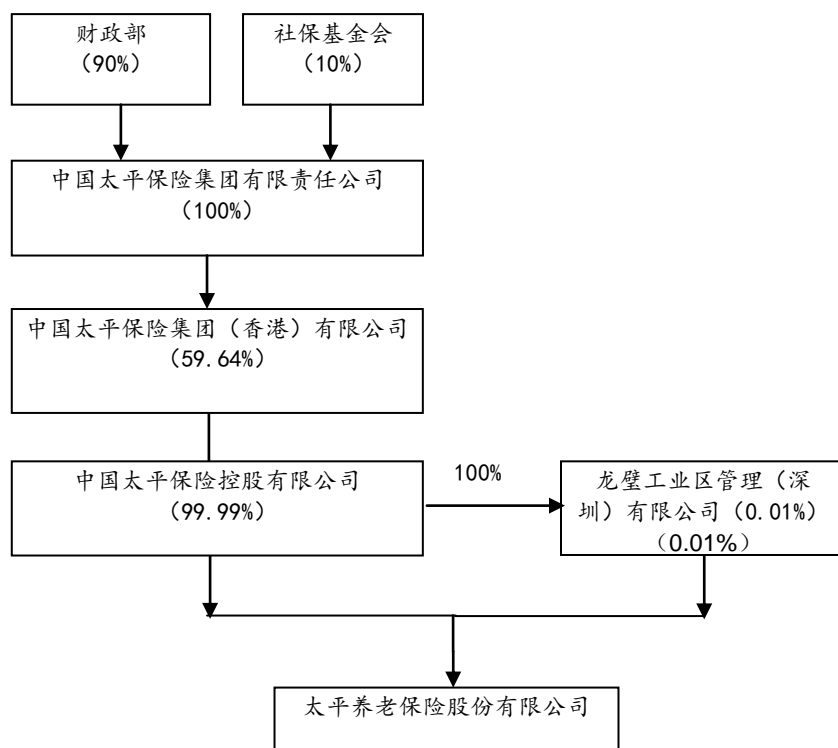 财政部
（90%）
社保基金会
（10%）
中国太平保险集团有限责任公司
（100%）
中国太平保险集团（香港）有限公司
（59.64%）
中国太平保险控股有限公司
（99.99%）
100%
龙璧工业区管理（深
圳）有限公司（0.01%）
（0.01%）
太平养老保险股份有限公司